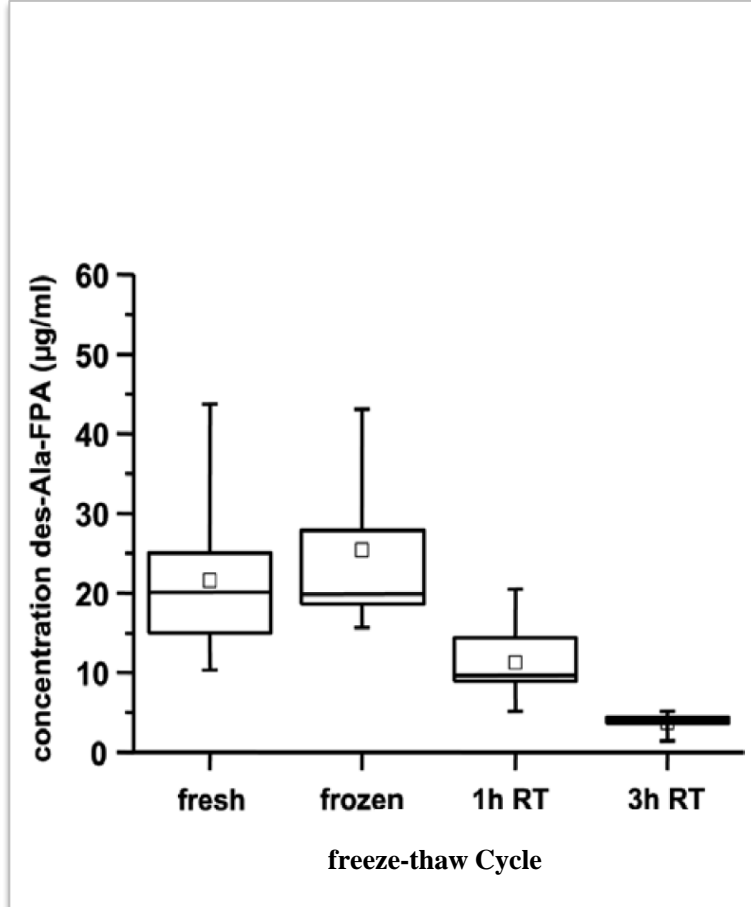 concentration des-Ala-FPA (µg/ml)
60
50
40
30
20
10
0
fresh frozen 1h RT 3h RT
freeze-thaw Cycle